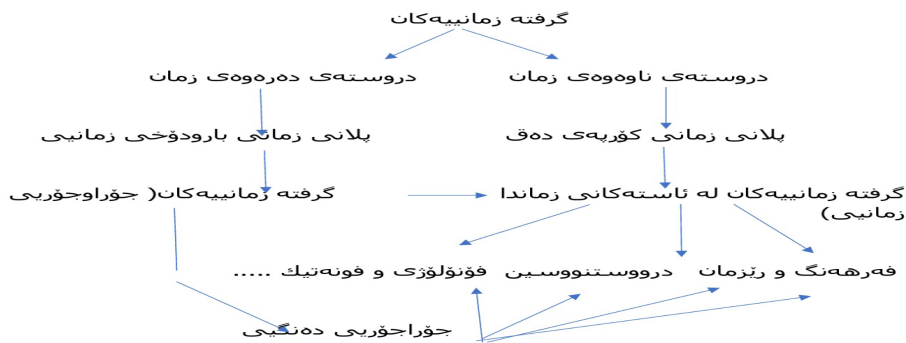 گرفتە زمانییەکان
دروستەی ناوەوەی زمان
دروستەی دەرەوەی زمان
پلانی زمانی کۆرپەی دەق
پلانی زمانی بارودۆخی زمانیی
گرفتە زمانییەکان لە ئاستەکانی زماندا
گرفتە زمانییەکان( جۆراوجۆریی
زمانیی)
فەرهەنگ و رێزمان
درووستنووسین
فۆنۆلۆژی و فونەتیك .....
جۆراجۆریی دەنگیی